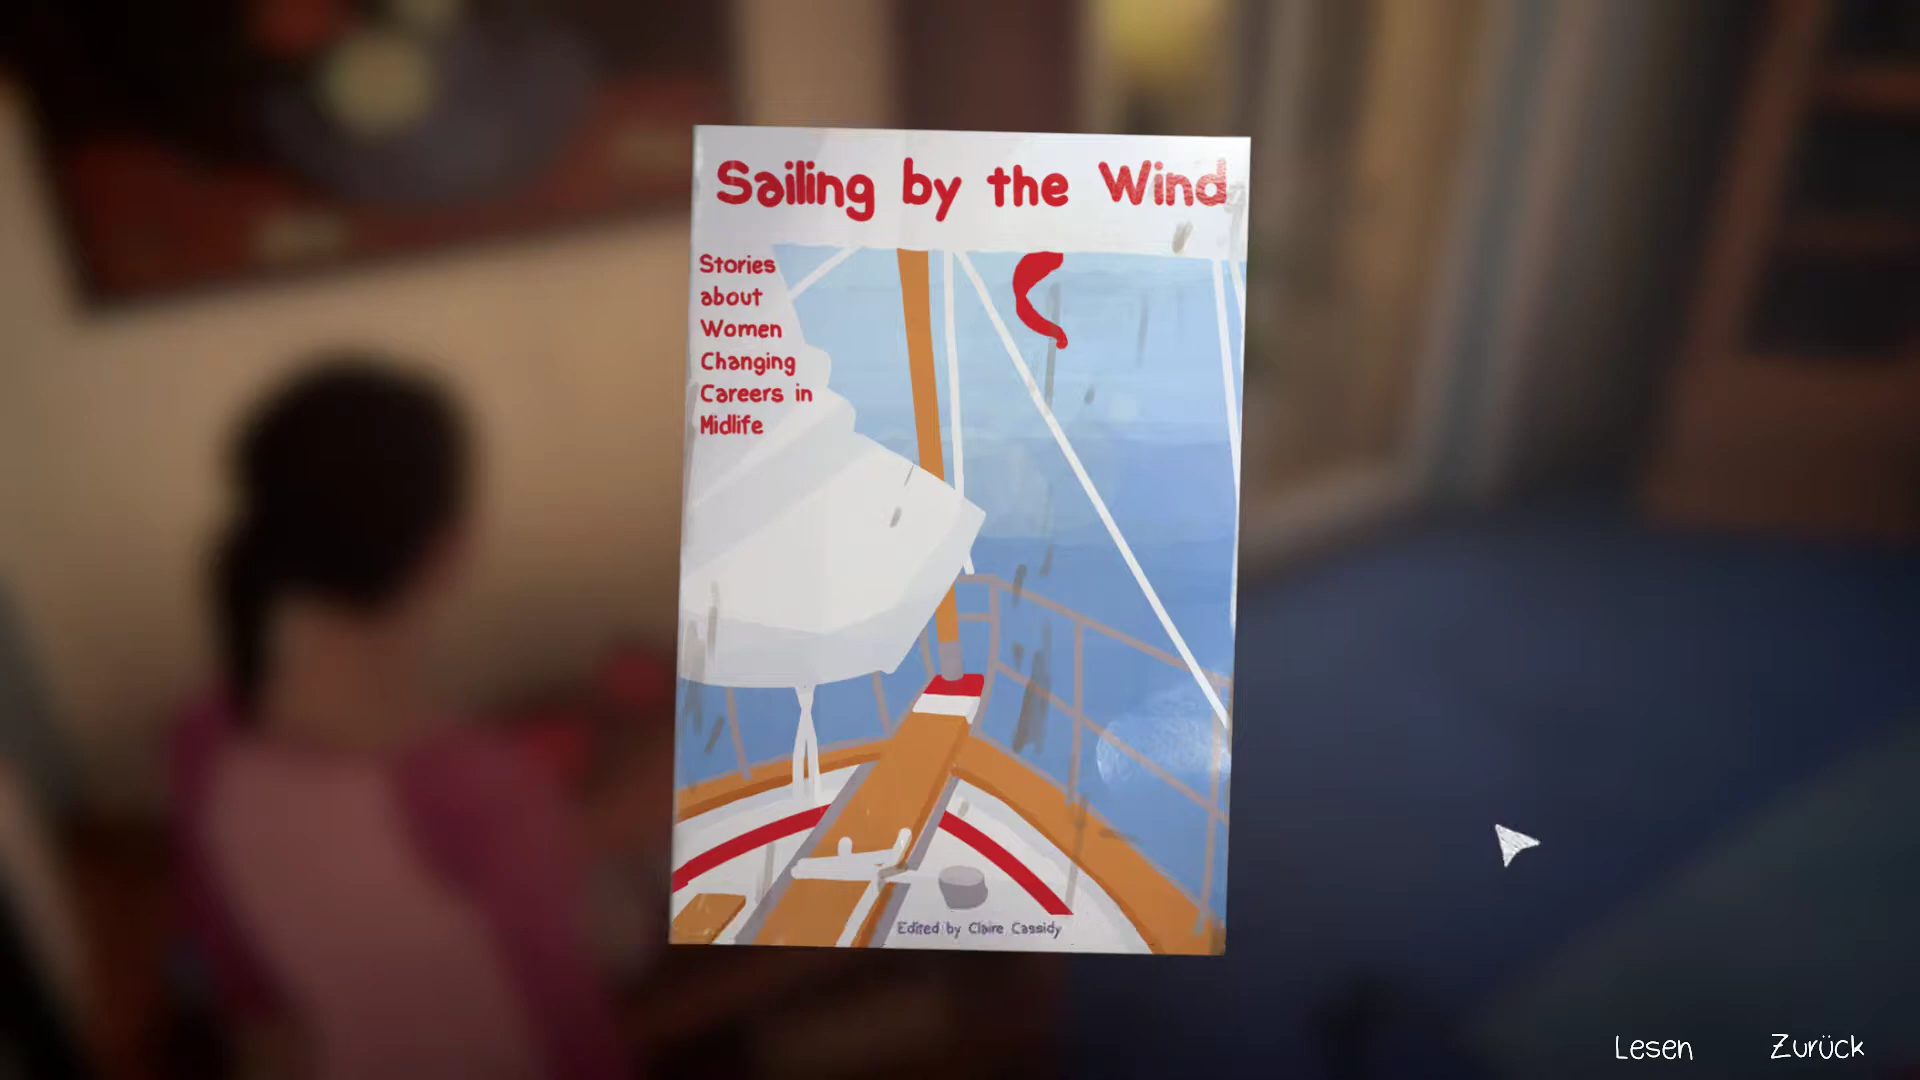 Sailing by the Wind
Stories
about
Women
Changing
Careers in
Midlife
Edited by Claire Cassidy
Lesen
Zurück